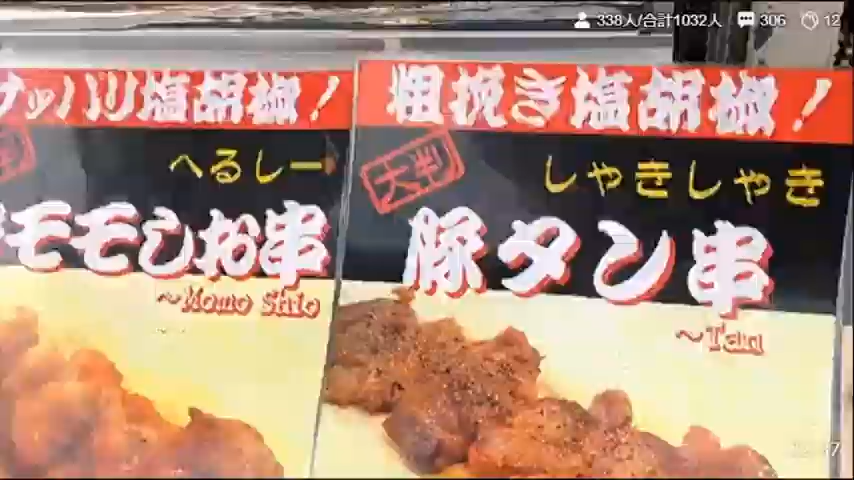 338人/合計1032人 306 12
サッパリ塩胡椒!
へるしー
モモしお串
~Momo Shio
粗挽き塩胡椒!
大判
しゃきしゃき
豚タン串
~Tan